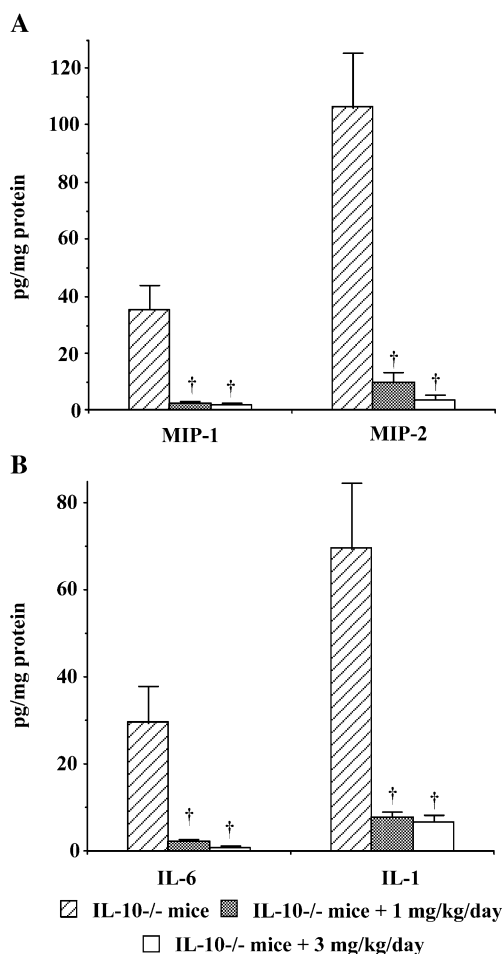 A
120
100
80
60
40
20
0
pg/mg protein
† †
† †
MIP-1 MIP-2
B
80
60
40
20
0
pg/mg protein
† †
† †
IL-6 IL-1
IL-10-/- mice IL-10-/- mice + 1 mg/kg/day
IL-10-/- mice + 3 mg/kg/day